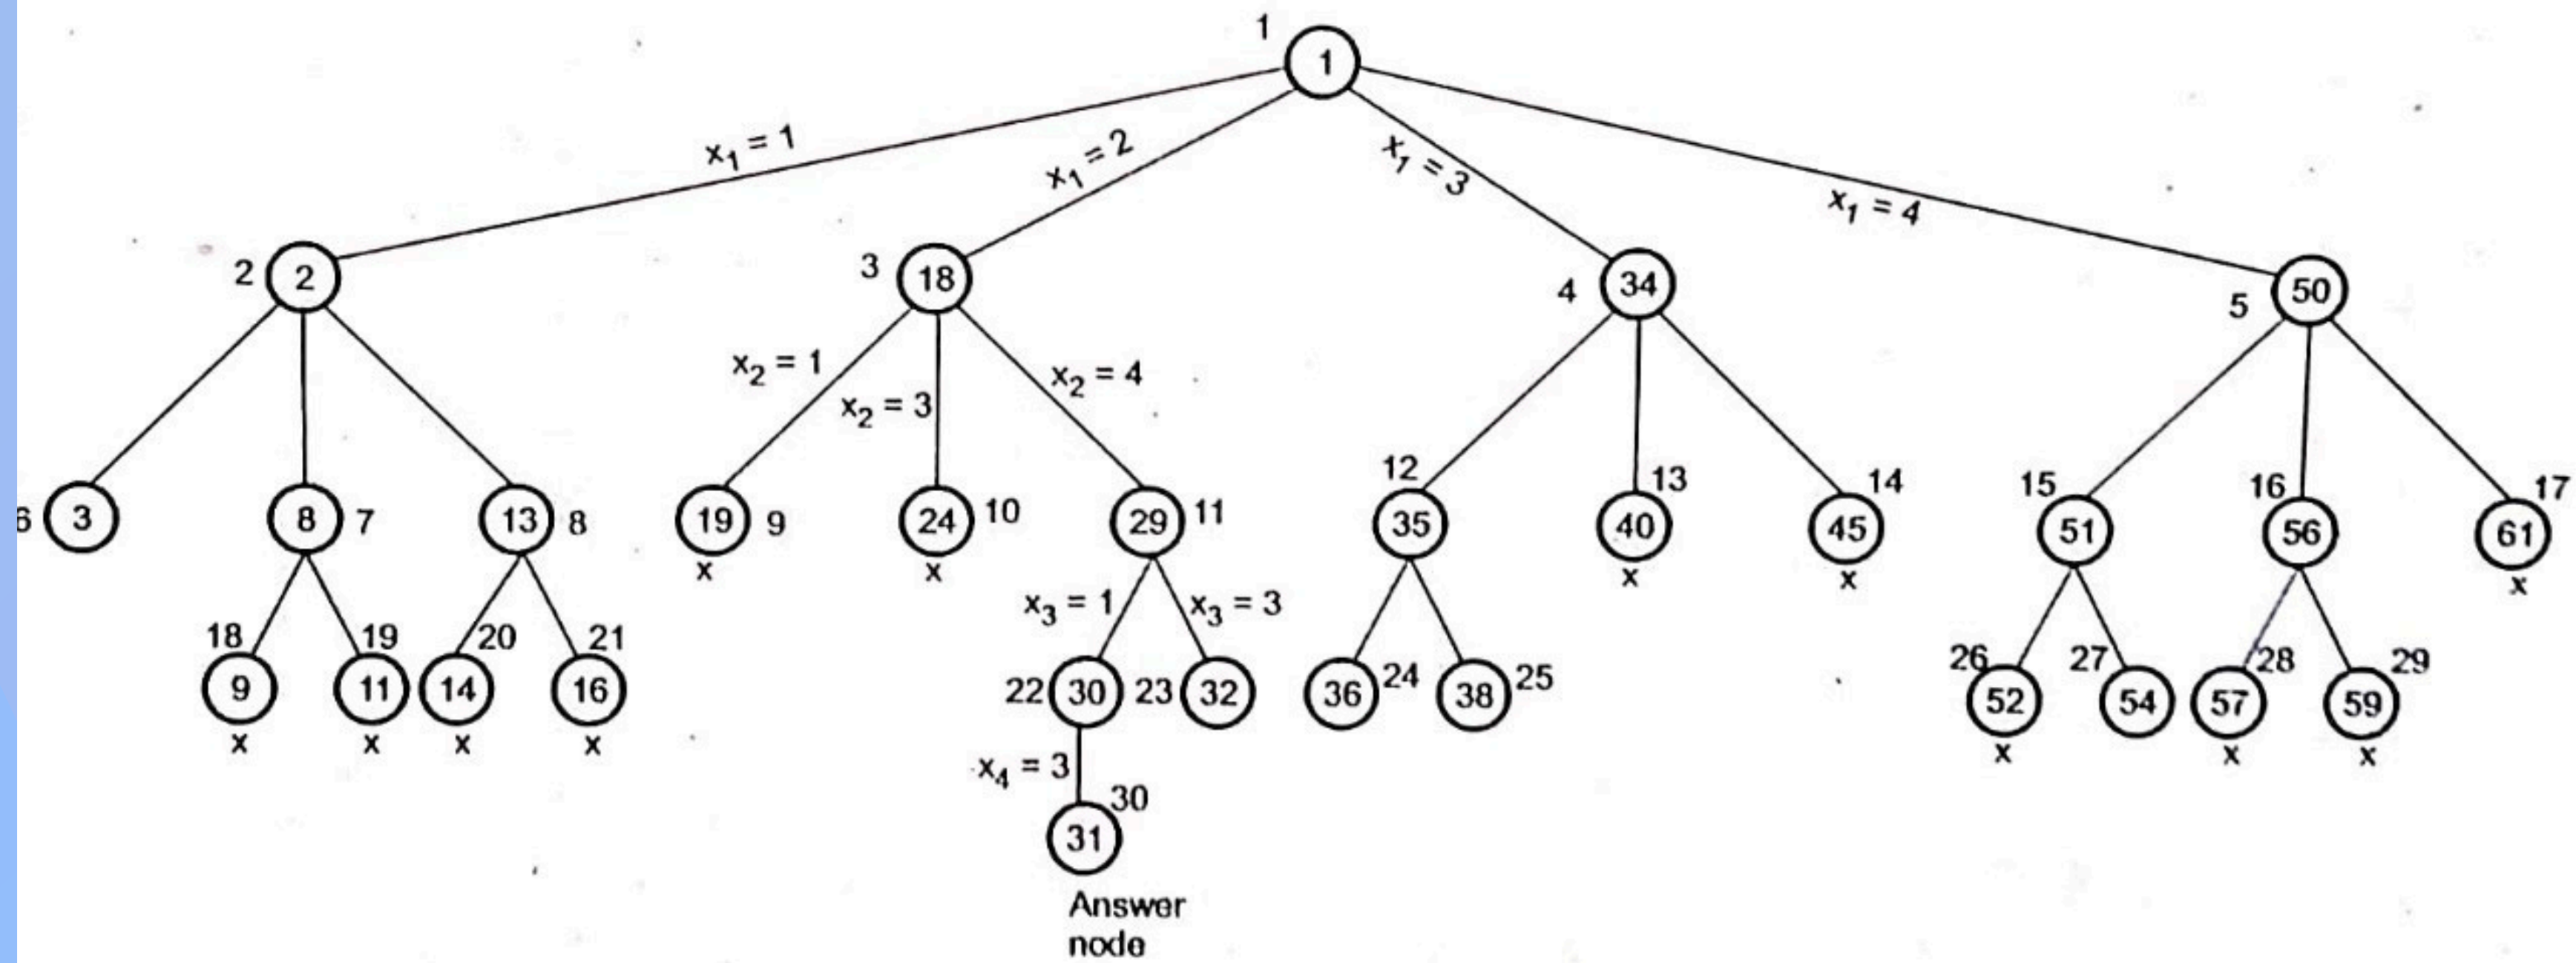 1
1
x1 = 1
x1 = 2
x1 = 3
x1 = 4
2
2
3
18
4
34
5
50
x2 = 1
x2 = 3
x2 = 4
6
3
8
7
13
8
19
9
x
24
10
x
29
11
12
35
13
40
x
14
45
x
15
51
16
56
17
61
x
x3 = 1
x3 = 3
18
9
x
19
11
x
20
14
x
21
16
x
22
30
23
32
36
24
38
25
26
52
x
27
54
28
57
x
29
59
x
x4 = 3
30
31
Answer
node